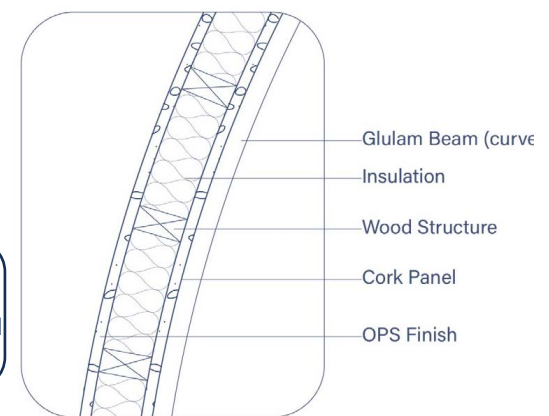 Glulam Beam (curve
Insulation
Wood Structure
Cork Panel
OPS Finish